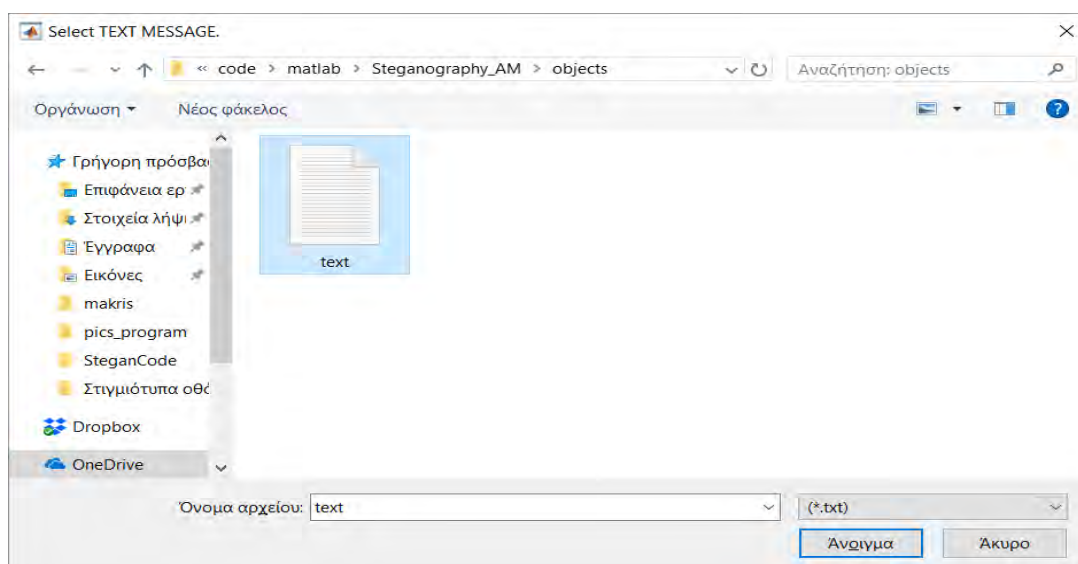 Select TEXT MESSAGE.
« code > matlab > Steganography_AM > objects
Αναζήτηση: objects
Οργάνωση
Νέος φάκελος
Γρήγορη πρόσβα
Επιφάνεια ερ
Στοιχεία λήψ
Έγγραφα
Εικόνες
makris
pics_program
SteganCode
Στιγμιότυπα οθό
Dropbox
OneDrive
text
Όνομα αρχείου: text
(*.txt)
Άνοιγμα
Άκυρο